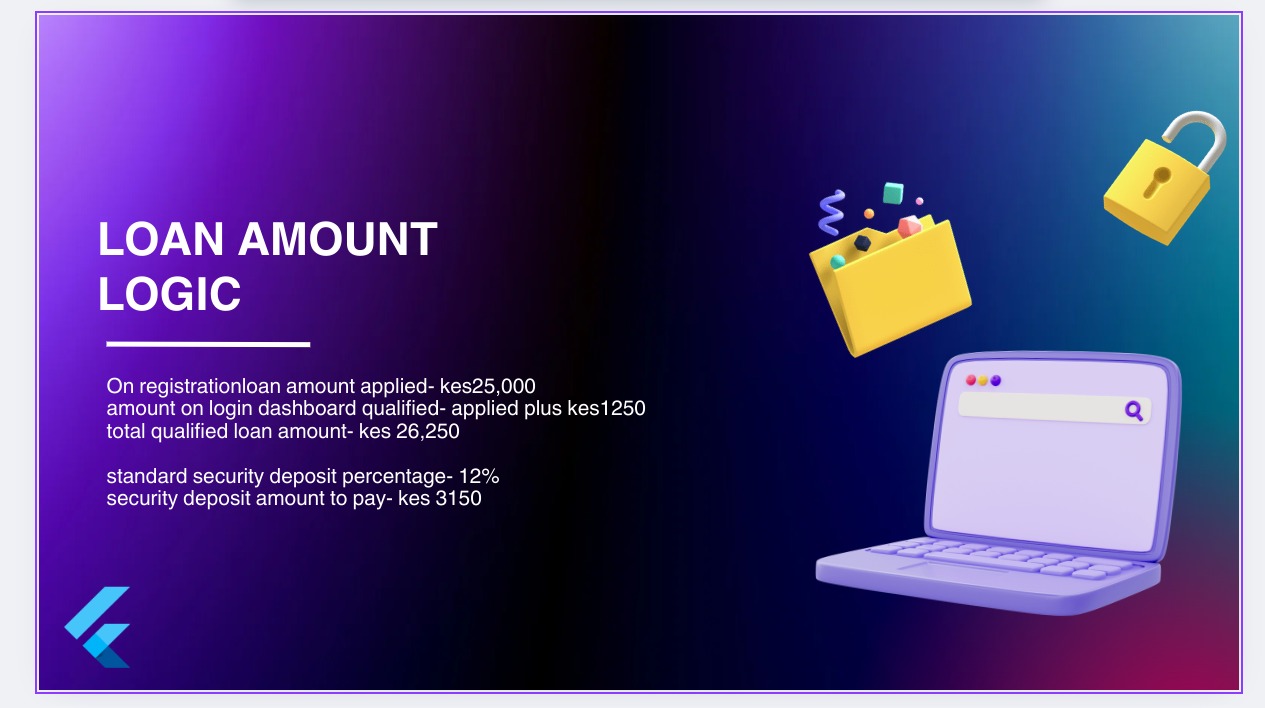 LOAN AMOUNT
LOGIC
On registrationloan amount applied- kes25,000
amount on login dashboard qualified- applied plus kes1250
total qualified loan amount- kes 26,250
standard security deposit percentage- 12%
security deposit amount to pay- kes 3150